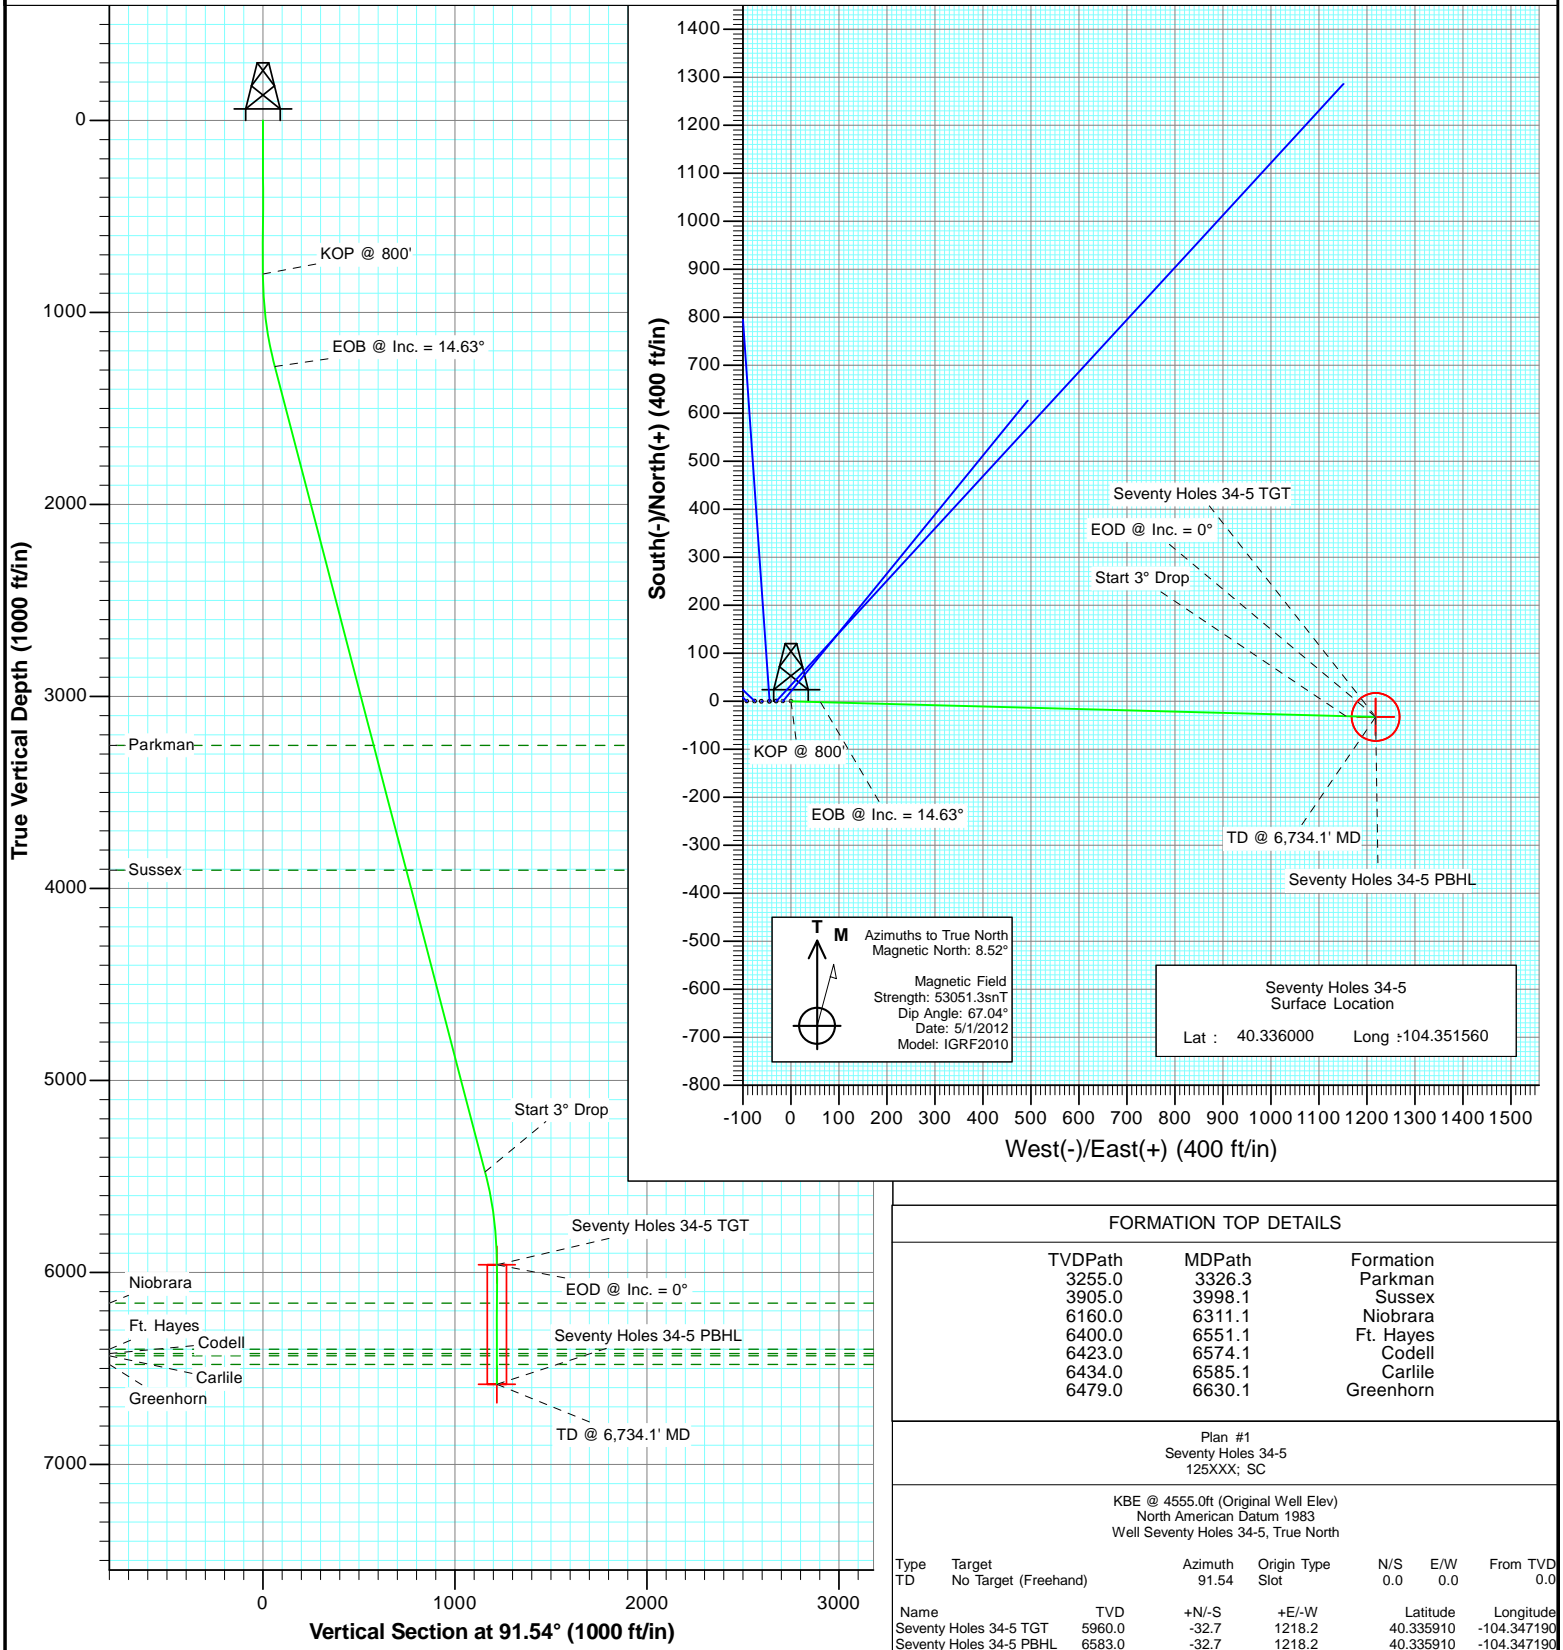 True Vertical Depth (1000 ft/in)
0
1000
2000
3000
4000
5000
6000
7000
KOP @ 800'
EOB @ Inc. = 14.63°
Parkman
Sussex
Start 3° Drop
Seventy Holes 34-5 TGT
Niobrara
EOD @ Inc. = 0°
Ft. Hayes
Codell
Seventy Holes 34-5 PBHL
Carlile
Greenhorn
TD @ 6,734.1' MD
0 1000 2000 3000
Vertical Section at 91.54° (1000 ft/in)
South(-)/North(+) (400 ft/in)
1400
1300
1200
1100
1000
900
800
700
600
500
400
300
200
100
0
-100
-200
-300
-400
-500
-600
-700
-800
Seventy Holes 34-5 TGT
EOD @ Inc. = 0°
Start 3° Drop
KOP @ 800'
EOB @ Inc. = 14.63°
TD @ 6,734.1' MD
Seventy Holes 34-5 PBHL
T M
Azimuths to True North
Magnetic North: 8.52°
Magnetic Field
Strength: 53051.3snT
Dip Angle: 67.04°
Date: 5/1/2012
Model: IGRF2010
Seventy Holes 34-5
Surface Location
Lat : 40.336000 Long : -104.351560
-100 0 100 200 300 400 500 600 700 800 900 1000 1100 1200 1300 1400 1500
West(-)/East(+) (400 ft/in)
FORMATION TOP DETAILS
TVDPath MDPath Formation
3255.0 3326.3 Parkman
3905.0 3998.1 Sussex
6160.0 6311.1 Niobrara
6400.0 6551.1 Ft. Hayes
6423.0 6574.1 Codell
6434.0 6585.1 Carlile
6479.0 6630.1 Greenhorn
Plan #1
Seventy Holes 34-5
125XXX; SC
KBE @ 4555.0ft (Original Well Elev)
North American Datum 1983
Well Seventy Holes 34-5, True North
Type Target Azimuth Origin Type N/S E/W From TVD
TD No Target (Freehand) 91.54 Slot 0.0 0.0 0.0
Name TVD +N/-S +E/-W Latitude Longitude
Seventy Holes 34-5 TGT 5960.0 -32.7 1218.2 40.335910 -104.347190
Seventy Holes 34-5 PBHL 6583.0 -32.7 1218.2 40.335910 -104.347190